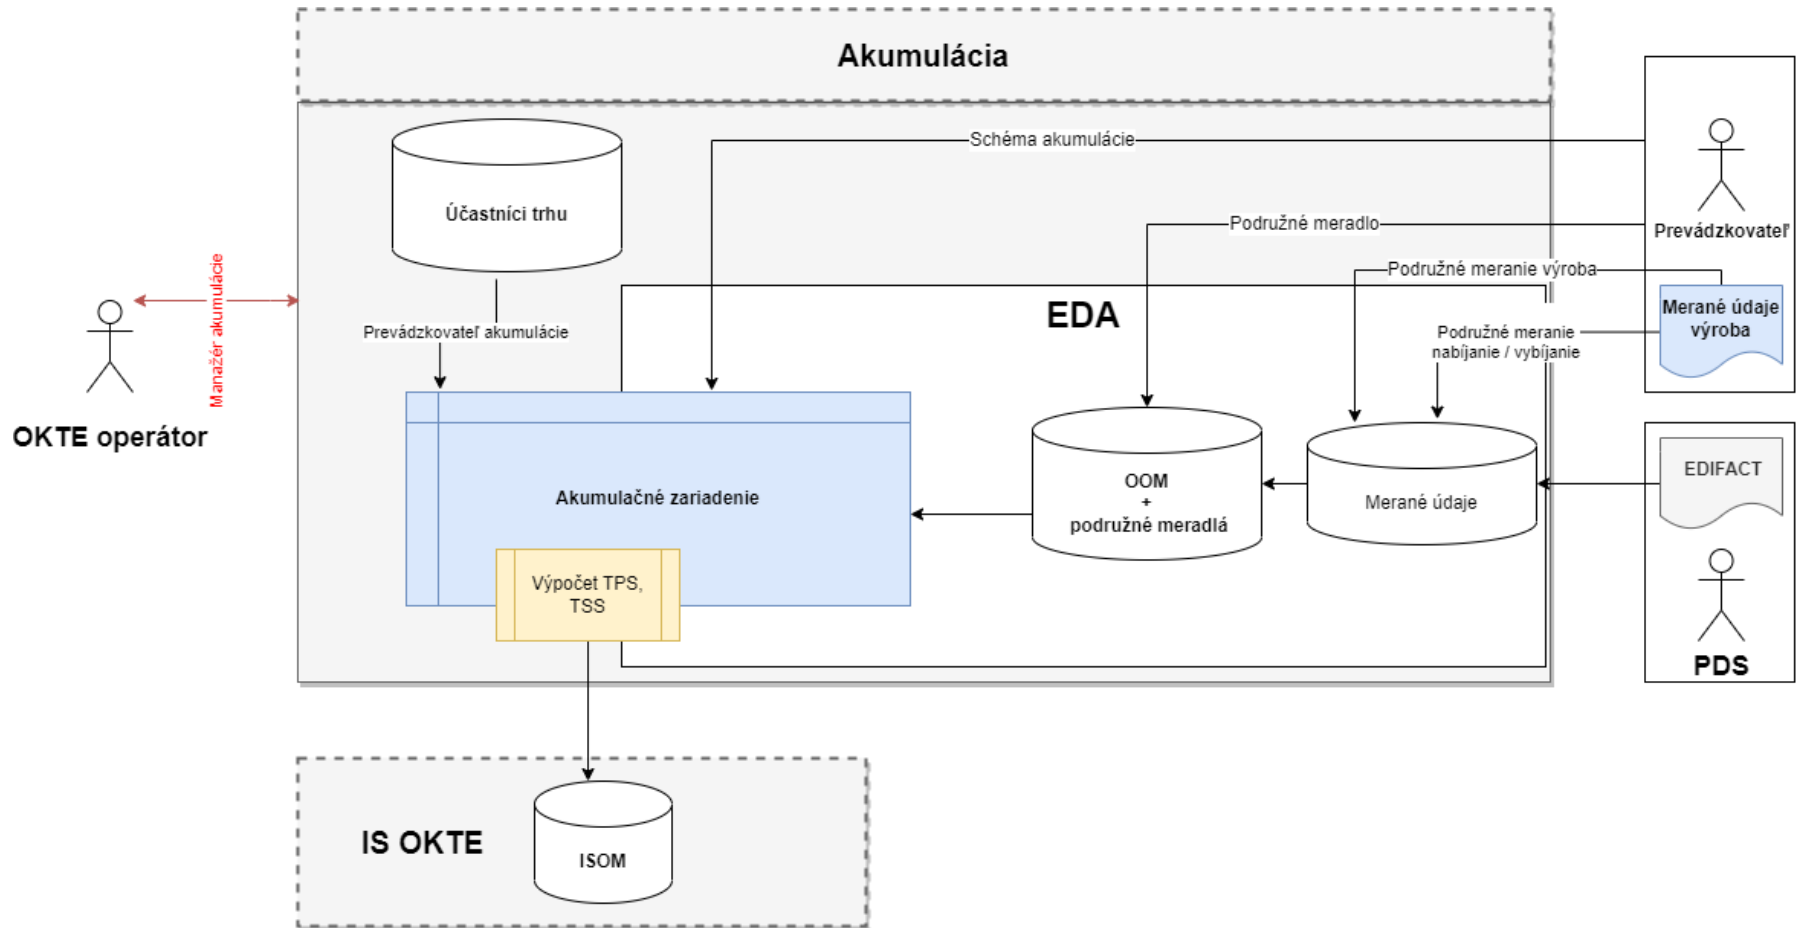 Akumulácia
Schéma akumulácie
Účastníci trhu
Podružné meradlo
Prevádzkovateľ
Podružné meranie výroba
Manažér akumulácie
EDA
Merané údaje
výroba
Prevádzkovateľ akumulácie
Podružné meranie
nabíjanie / vybíjanie
OKTE operátor
EDIFACT
OOM
+
podružné meradlá
Akumulačné zariadenie
Merané údaje
Výpočet TPS,
TSS
PDS
IS OKTE
ISOM